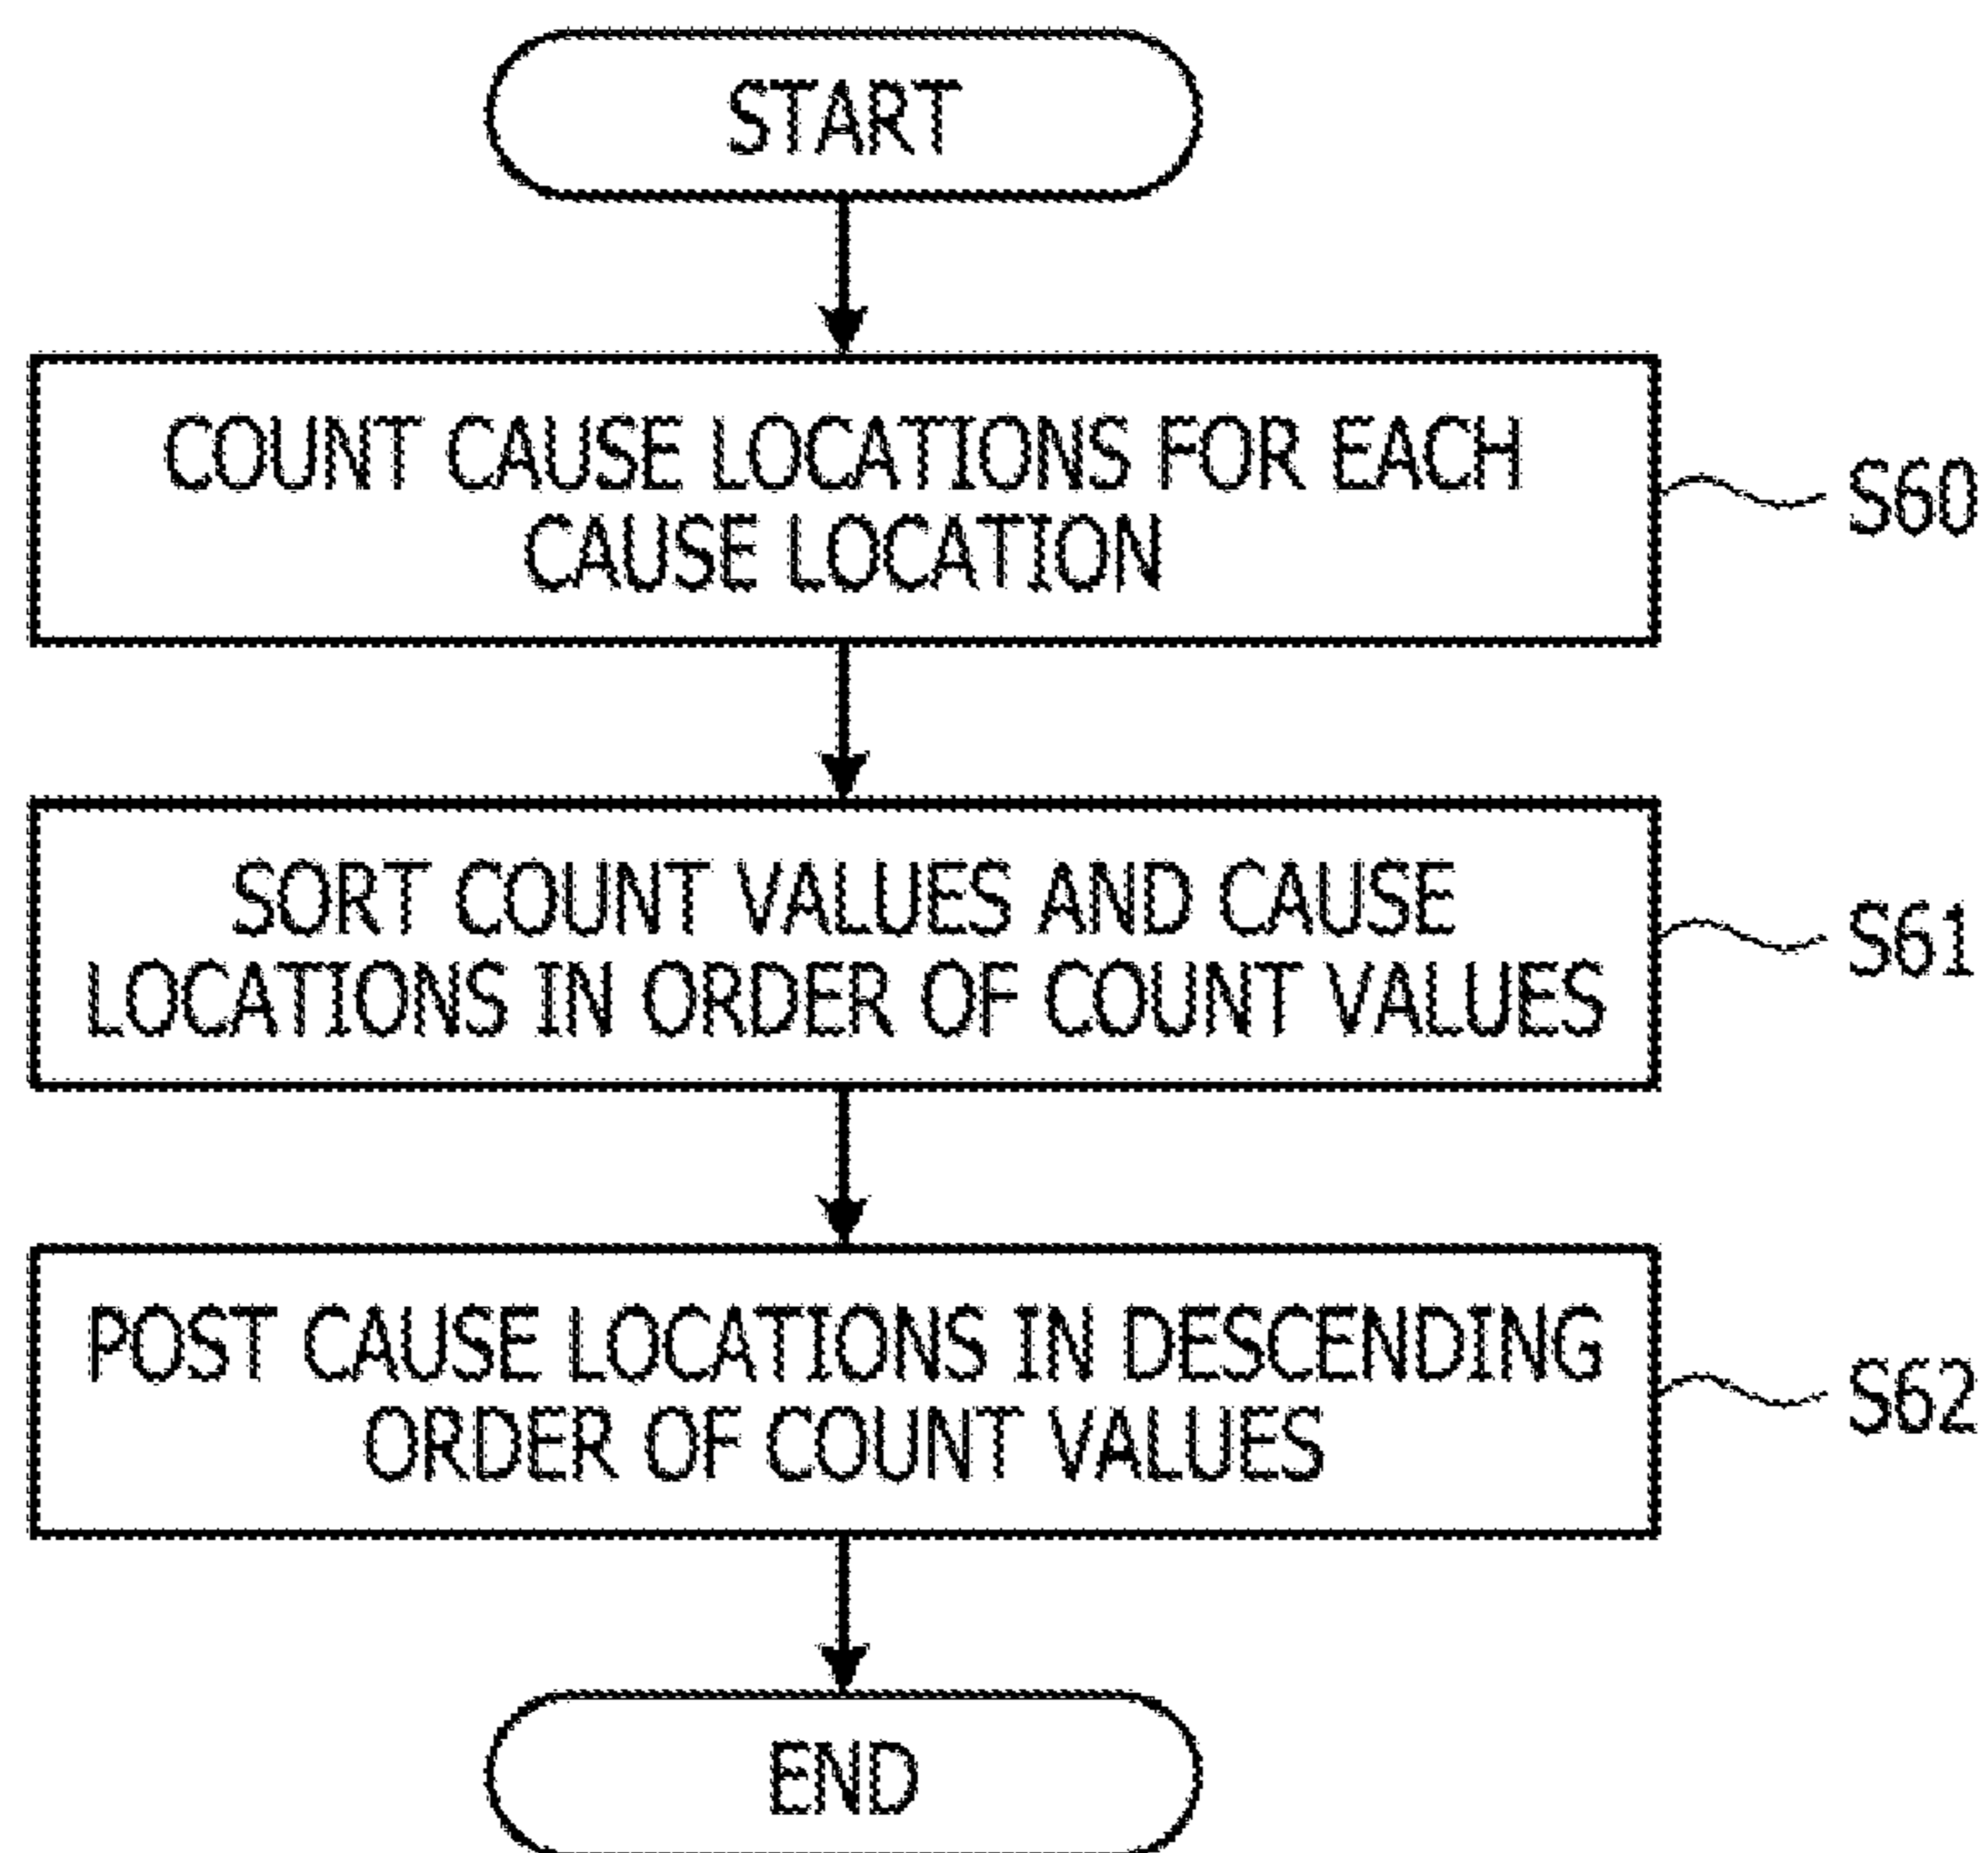 START
COUNT CAUSE LOCATIONS FOR EACH
CAUSE LOCATION
S60
SORT COUNT VALUES AND CAUSE
LOCATIONS IN ORDER OF COUNT VALUES
S61
POST CAUSE LOCATIONS IN DESCENDING
ORDER OF COUNT VALUES
S62
END